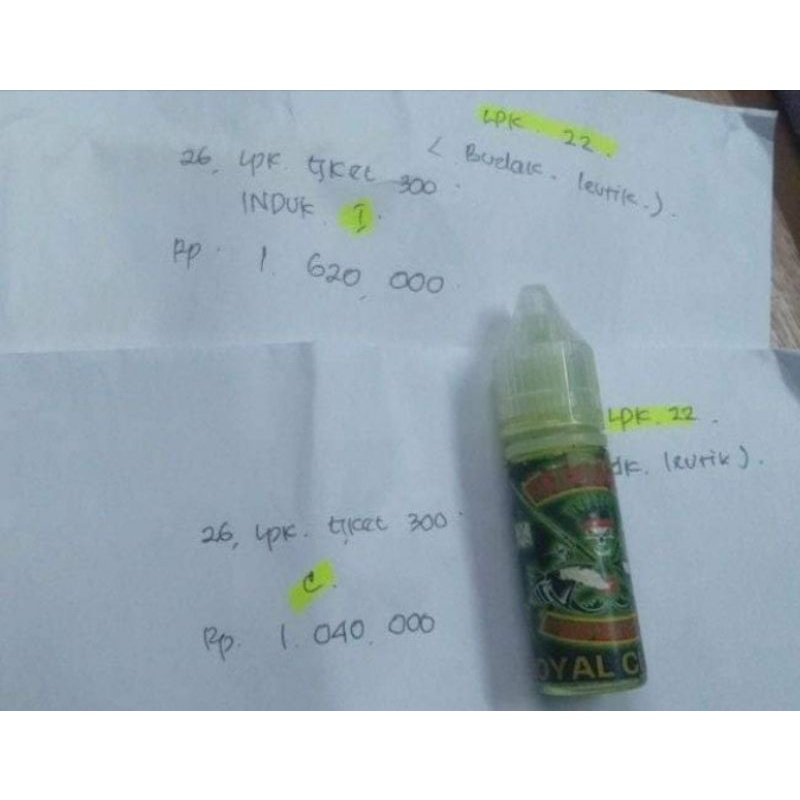 LPK. 22.
( Budak. leutik.).
26, LPK. tiket 300.
INDUK. I.
Rp. 1. 620, 000.
LPK. 22.
leutik).
26, LPK. tiket 300.
C.
Rp. 1. 040. 000
OYAL C